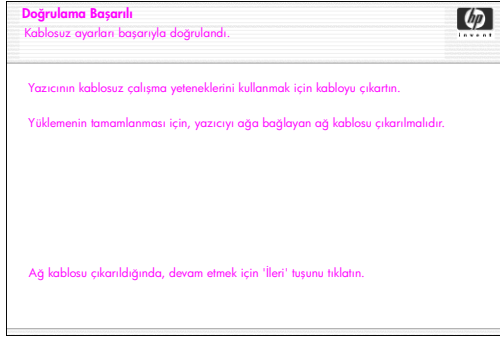 Doğrulama Başarılı
Kablosuz ayarları başarıyla doğrulandı.
hp
invent
Yazıcının kablosuz çalışma yeteneklerini kullanmak için kabloyu çıkartın.
Yüklemenin tamamlanması için, yazıcıyı ağa bağlayan ağ kablosu çıkarılmalıdır.
Ağ kablosu çıkarıldığında, devam etmek için 'İleri' tuşunu tıklatın.